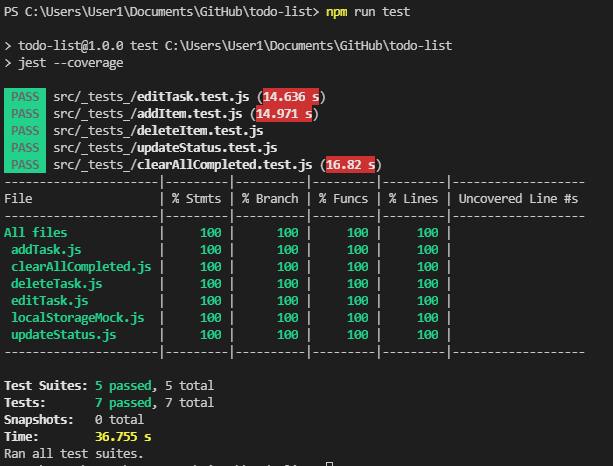 PS C:\Users\User1\Documents\GitHub\todo-list> npm run test
> todo-list@1.0.0 test C:\Users\User1\Documents\GitHub\todo-list
> jest --coverage
PASS src/_tests_/editTask.test.js (14.636 s)
PASS src/_tests_/addItem.test.js (14.971 s)
PASS src/_tests_/deleteItem.test.js
PASS src/_tests_/updateStatus.test.js
PASS src/_tests_/clearAllCompleted.test.js (16.82 s)
----------------------|---------|----------|---------|---------|-------------------
File | % Stmts | % Branch | % Funcs | % Lines | Uncovered Line #s
----------------------|---------|----------|---------|---------|-------------------
All files | 100 | 100 | 100 | 100 |
addTask.js | 100 | 100 | 100 | 100 |
clearAllCompleted.js | 100 | 100 | 100 | 100 |
deleteTask.js | 100 | 100 | 100 | 100 |
editTask.js | 100 | 100 | 100 | 100 |
localStorageMock.js | 100 | 100 | 100 | 100 |
updateStatus.js | 100 | 100 | 100 | 100 |
----------------------|---------|----------|---------|---------|-------------------
Test Suites: 5 passed, 5 total
Tests: 7 passed, 7 total
Snapshots: 0 total
Time: 36.755 s
Ran all test suites.